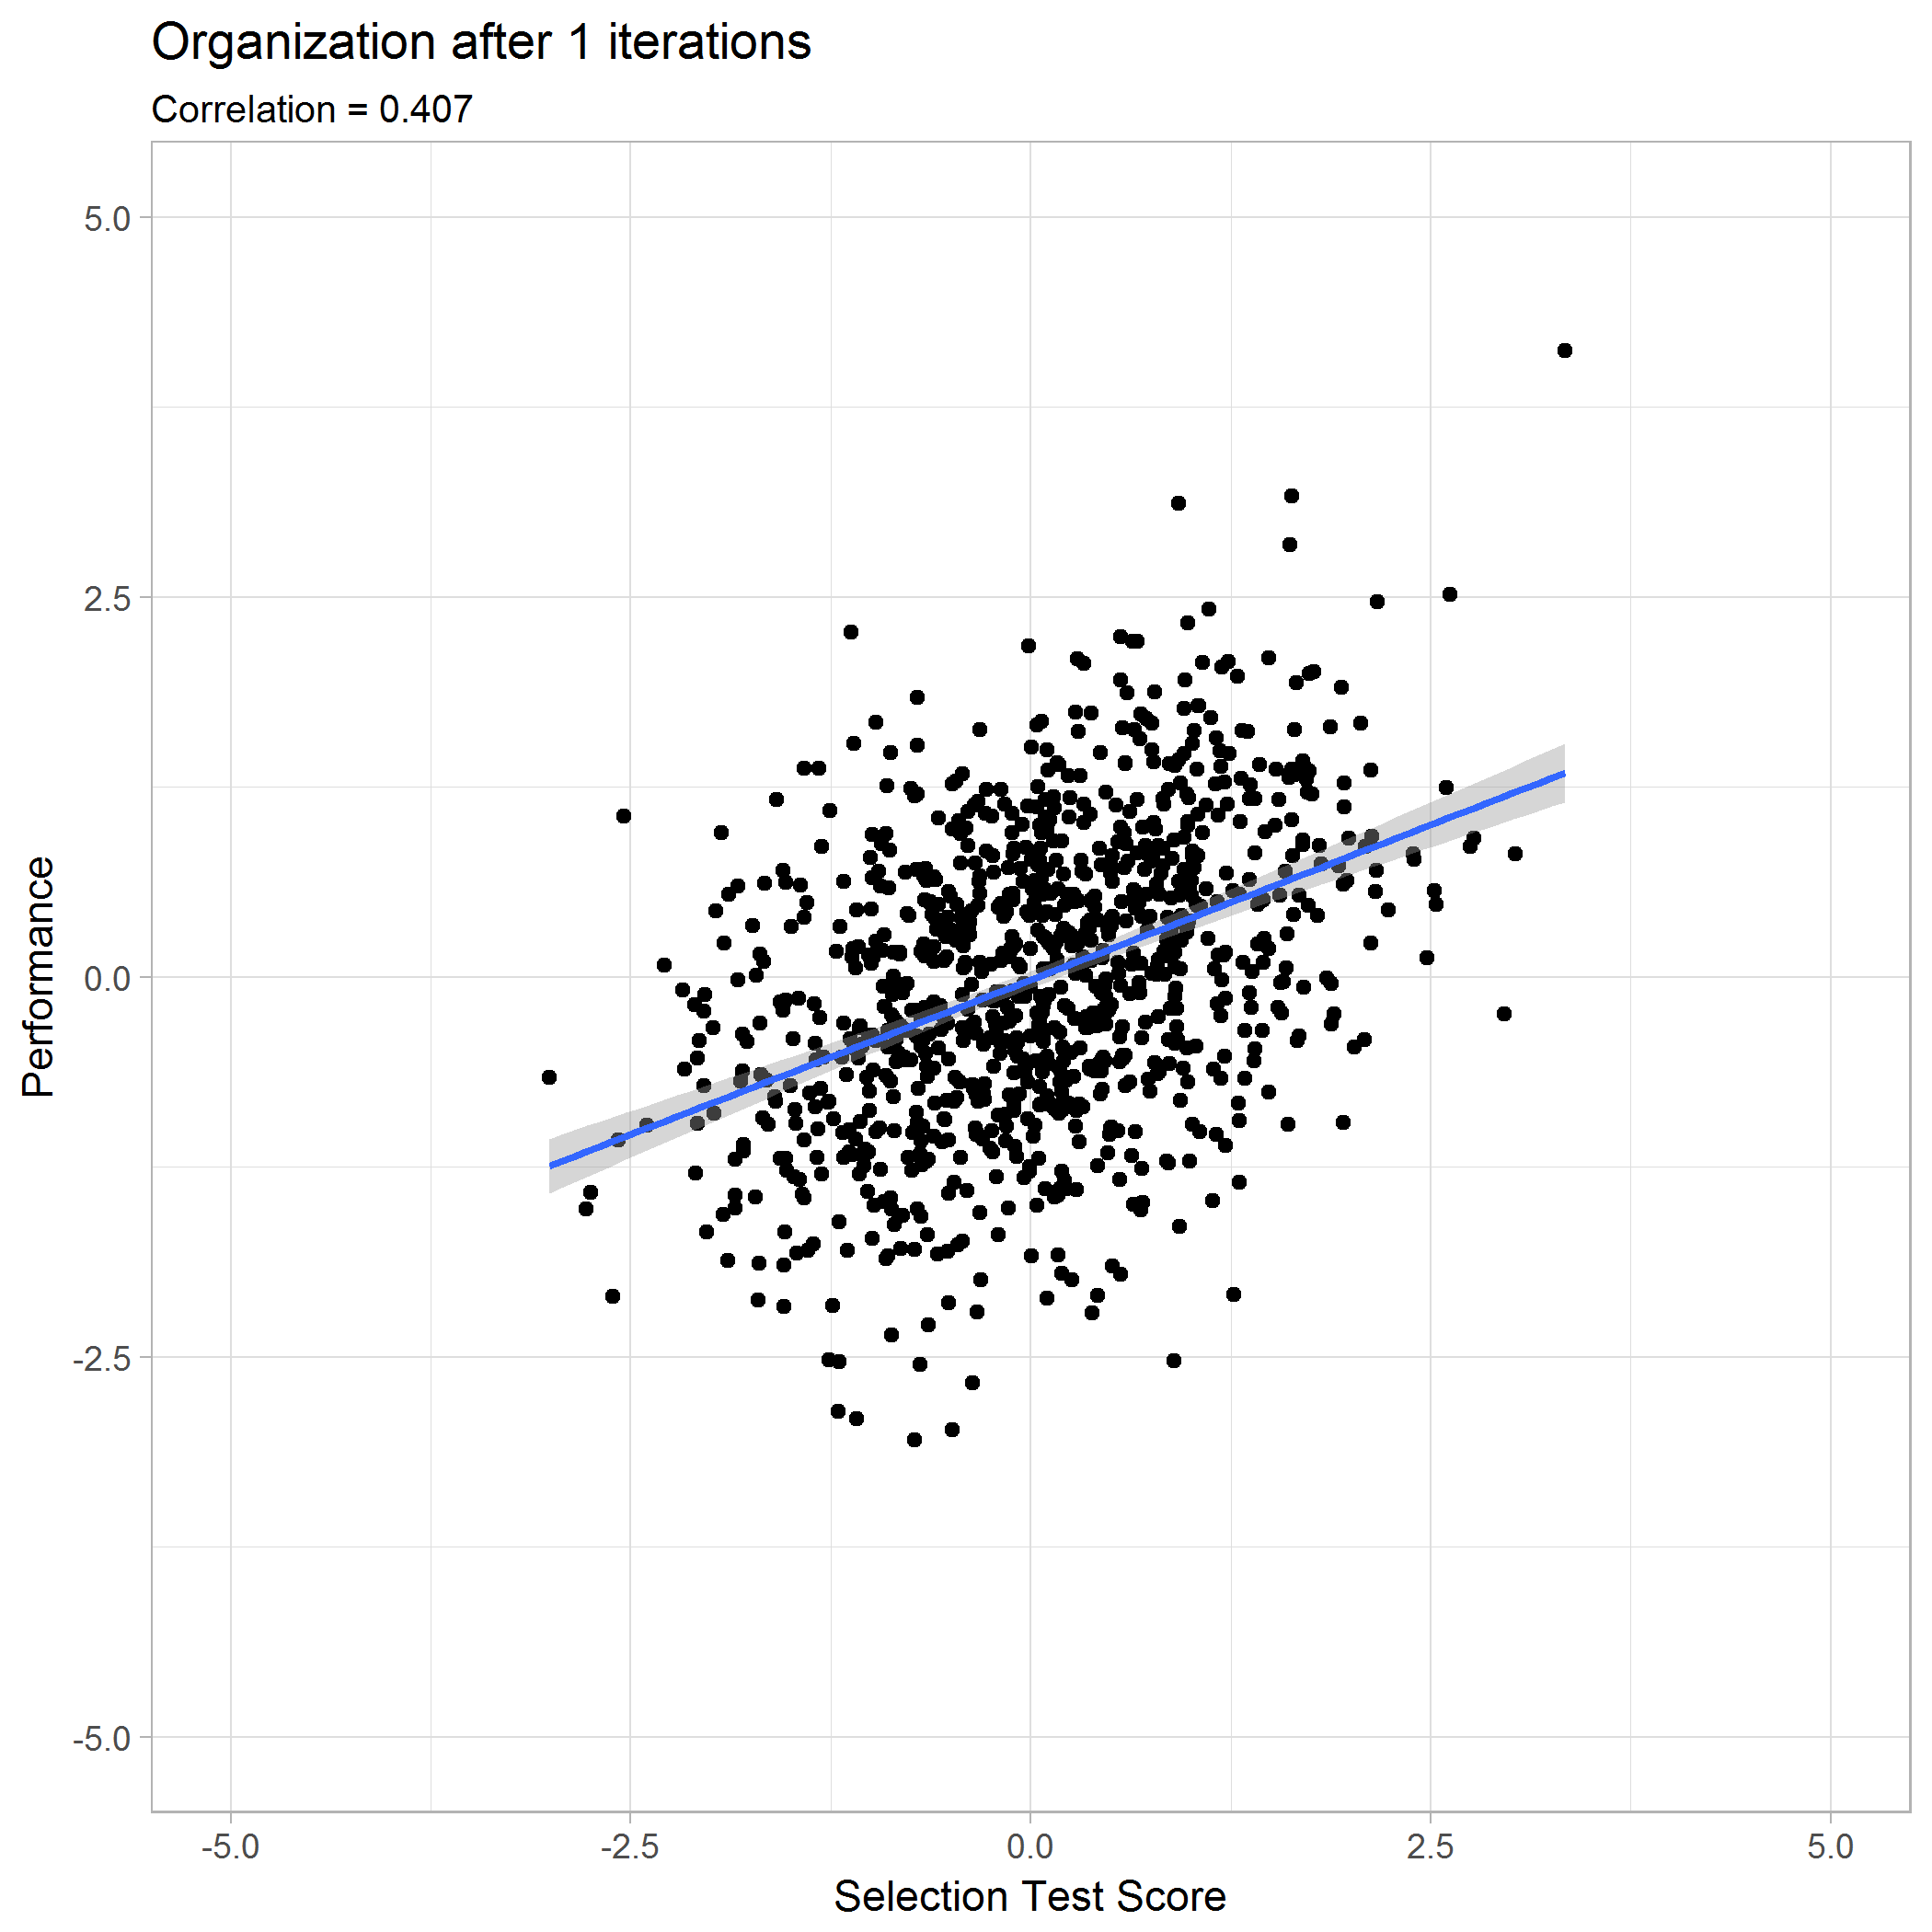 Organization after 1 iterations
Correlation = 0.407
5.0
2.5
0.0
-2.5
-5.0
Performance
-5.0
-2.5
0.0
2.5
5.0
Selection Test Score